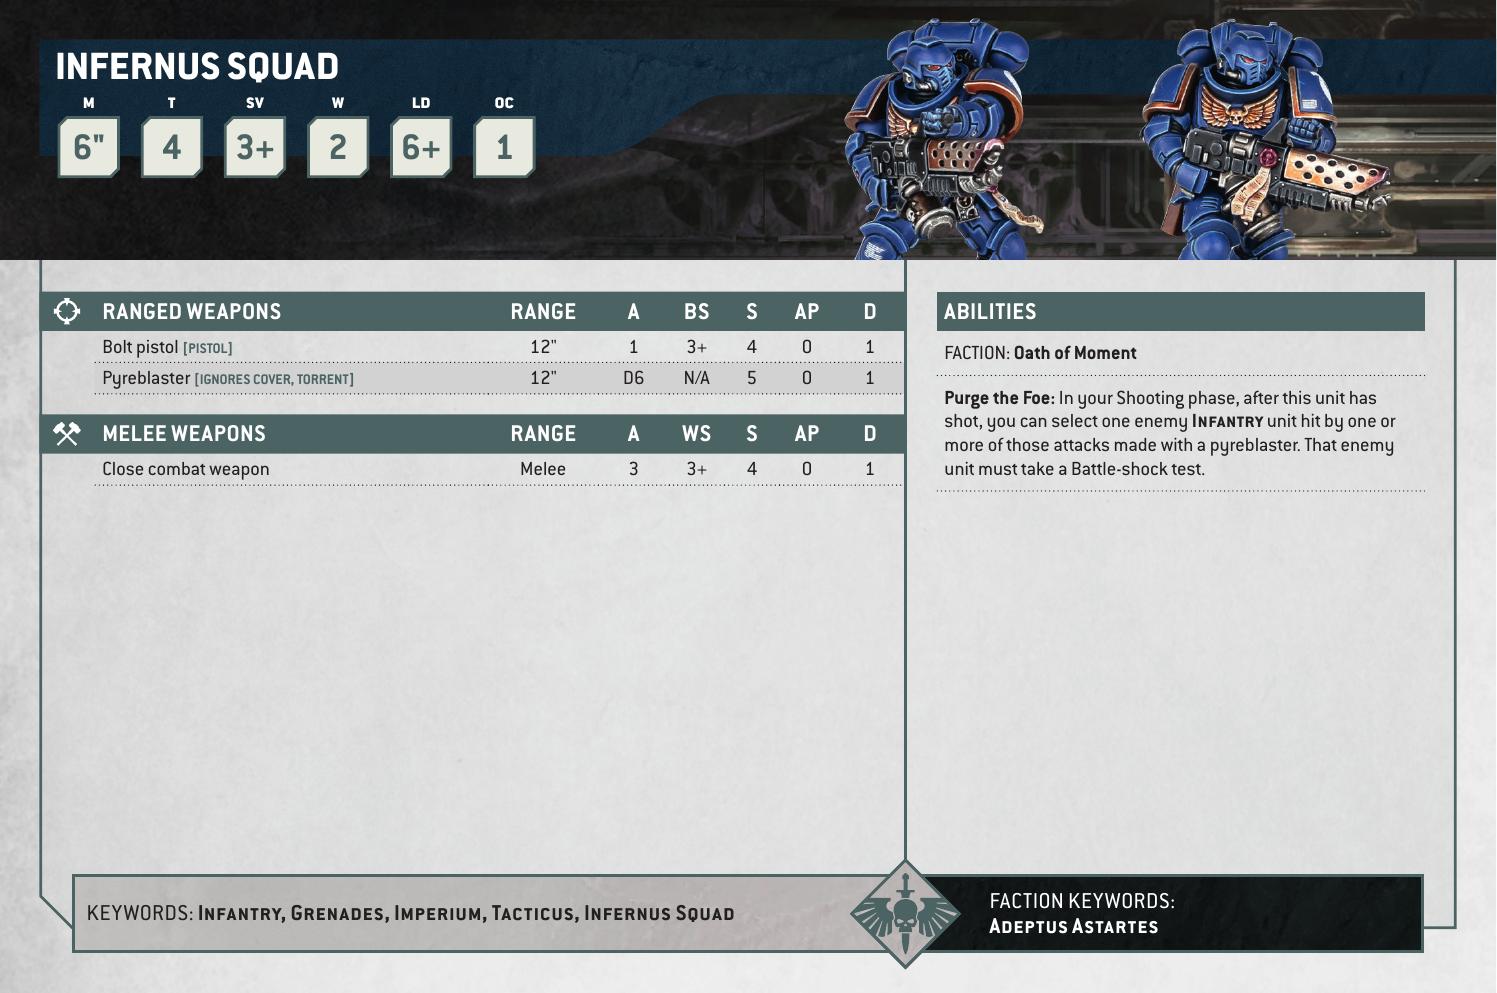 INFERNUS SQUAD
M T SV W LD OC
6" 4 3+ 2 6+ 1
RANGED WEAPONS RANGE A BS S AP D
Bolt pistol [PISTOL] 12" 1 3+ 4 0 1
Pyreblaster [IGNORES COVER, TORRENT] 12" D6 N/A 5 0 1
MELEE WEAPONS RANGE A WS S AP D
Close combat weapon Melee 3 3+ 4 0 1
ABILITIES
FACTION: Oath of Moment
Purge the Foe: In your Shooting phase, after this unit has
shot, you can select one enemy INFANTRY unit hit by one or
more of those attacks made with a pyreblaster. That enemy
unit must take a Battle-shock test.
KEYWORDS: INFANTRY, GRENADES, IMPERIUM, TACTICUS, INFERNUS SQUAD
FACTION KEYWORDS:
ADEPTUS ASTARTES